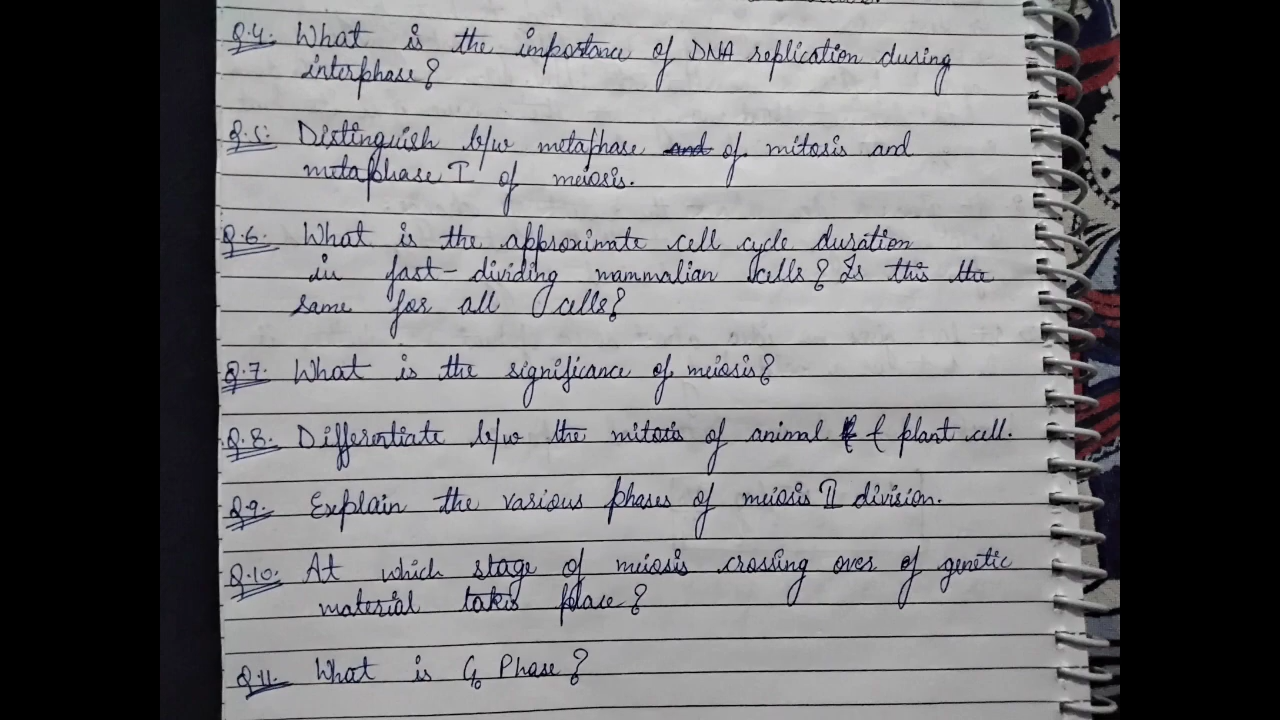 Q.4. What is the importance of DNA replication during
interphase?
Q.5. Distinguish b/w metaphase and of mitosis and
metaphase I of meiosis.
Q.6. What is the approximate cell cycle duration
in fast-dividing mammalian cells? Is this the
same for all cells?
Q.7. What is the significance of meiosis?
Q.8. Differentiate b/w the mitosis of animal & plant cell.
Q.9. Explain the various phases of meiosis II division.
Q.10. At which stage of meiosis crossing over of genetic
material takes place?
Q.11. What is G₀ Phase?